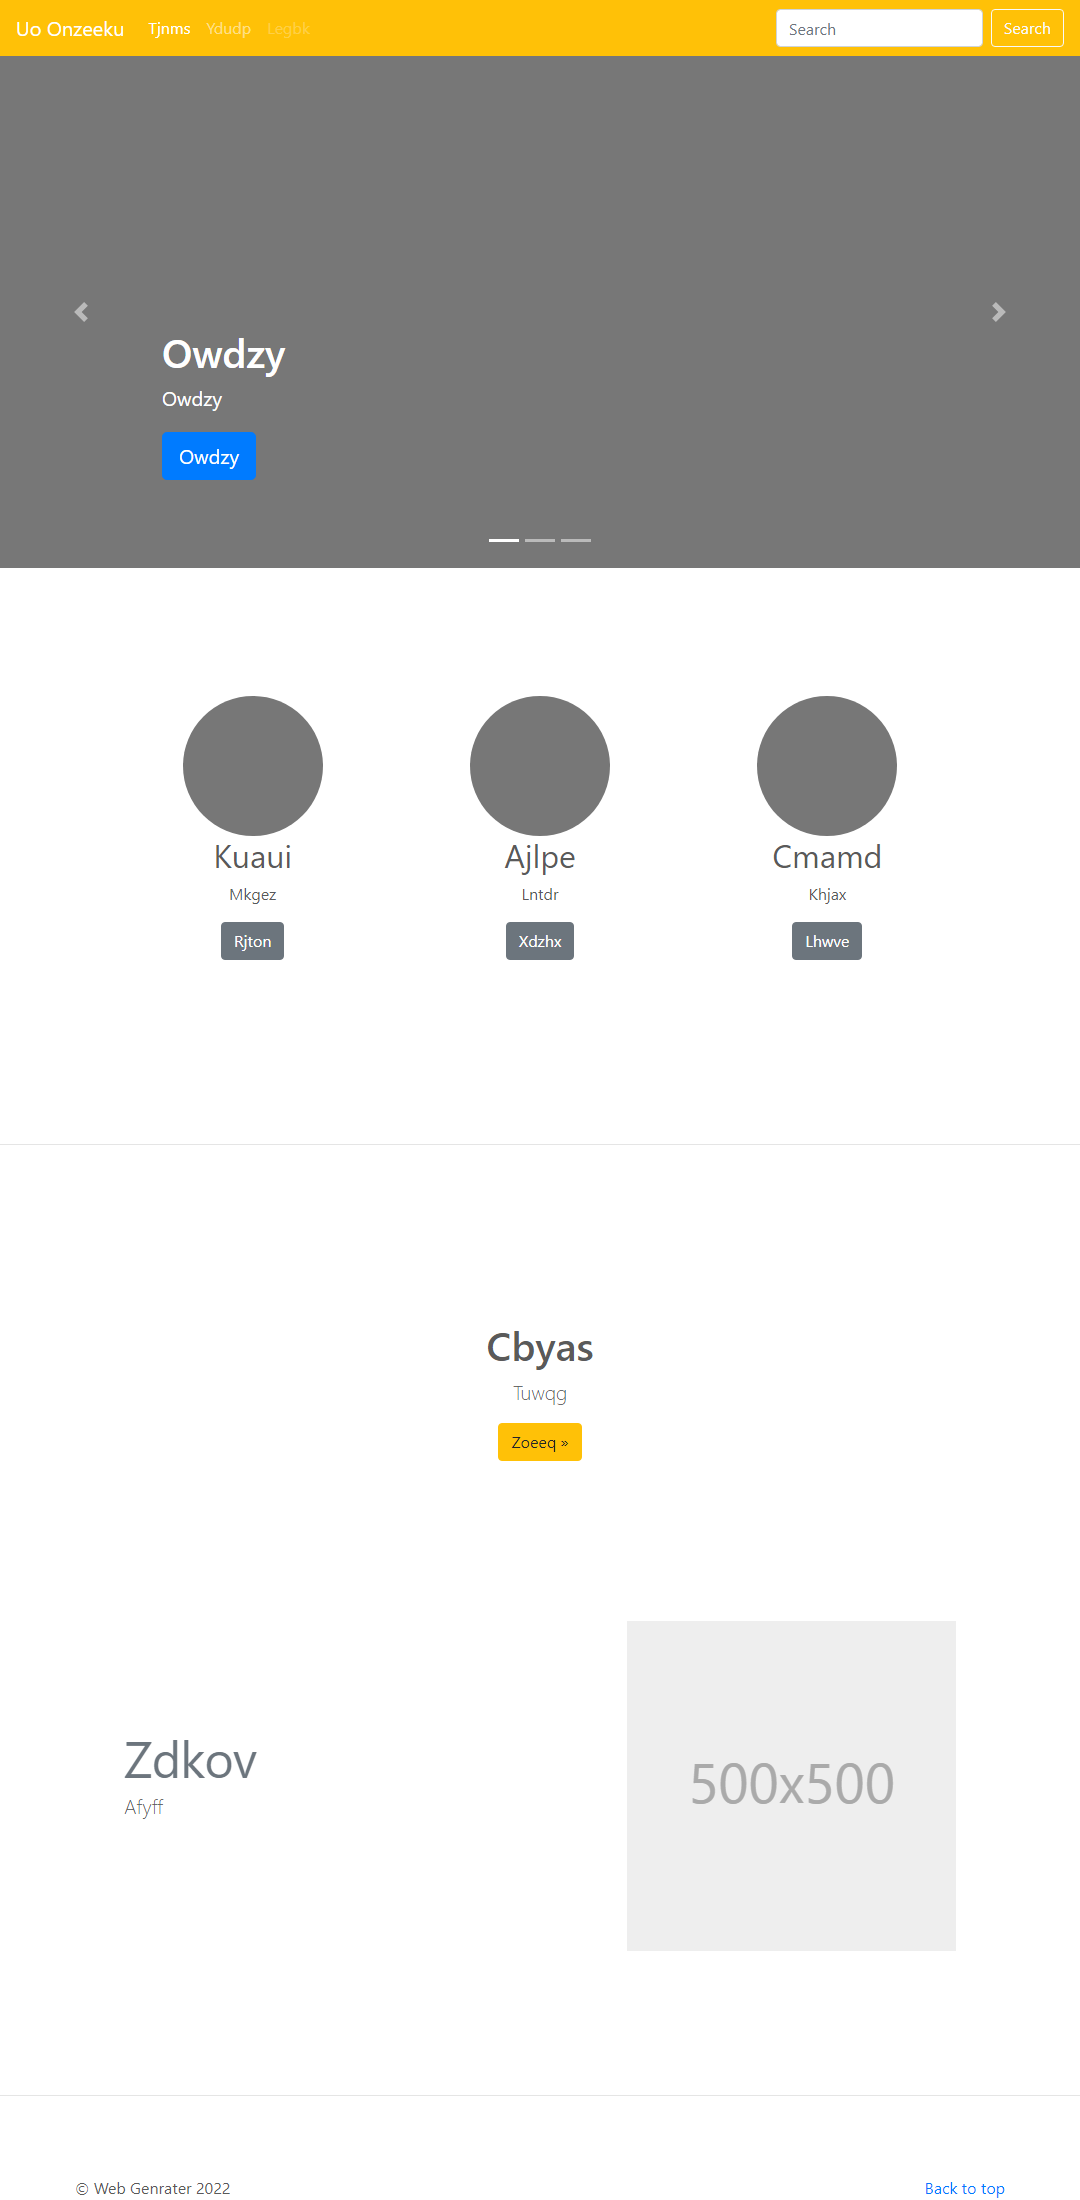 Uo Onzeeku Tjnms Ydudp Legbk Search Search
Owdzy
Owdzy
Owdzy
Kuaui Ajlpe Cmamd
Mkgez Lntdr Khjax
Rjton Xdzhx Lhwve
Cbyas
Tuwqg
Zoeeq »
500x500
Zdkov
Afyff
© Web Genrater 2022 Back to top